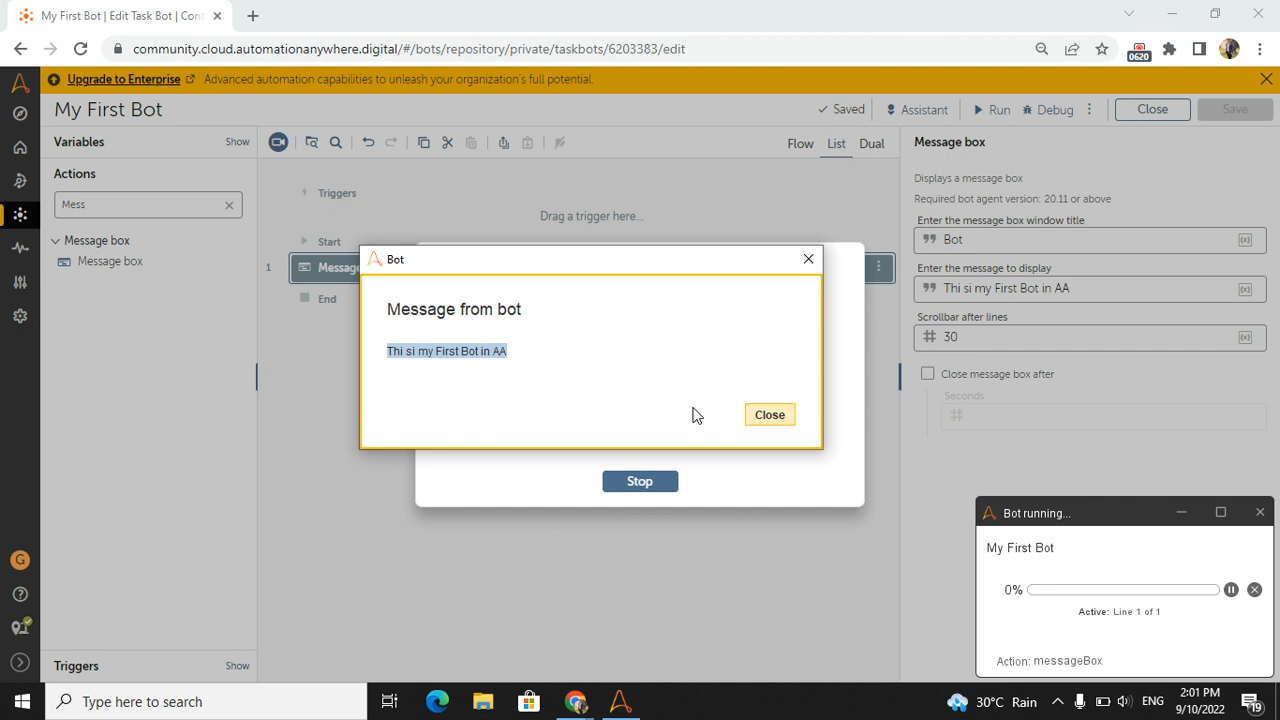 My First Bot | Edit Task Bot | Cont
community.cloud.automationanywhere.digital/#/bots/repository/private/taskbots/6203383/edit
0620
Upgrade to Enterprise Advanced automation capabilities to unleash your organization's full potential.
My First Bot
Saved
Assistant
Run
Debug
Close
Save
Variables
Show
Flow
List
Dual
Message box
Actions
Mess
Message box
Message box
Triggers
Drag a trigger here...
Start
1
Message
End
Displays a message box
Required bot agent version: 20.11 or above
Enter the message box window title
Bot
Enter the message to display
Thi si my First Bot in AA
Scrollbar after lines
30
Close message box after
Seconds
Bot
Message from bot
Thi si my First Bot in AA
Close
Stop
Bot running...
My First Bot
0%
Active: Line 1 of 1
Action: messageBox
G
Triggers
Show
Type here to search
30°C Rain
ENG
2:01 PM
9/10/2022
19